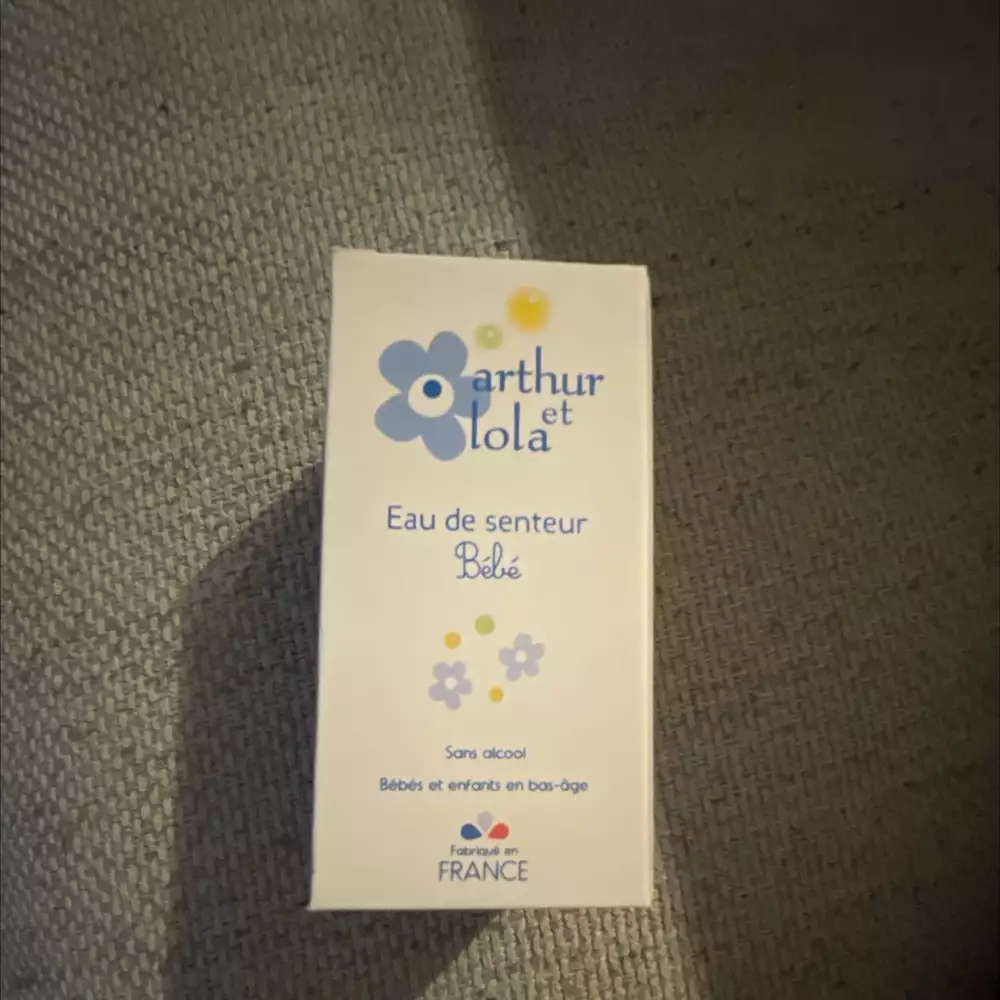 arthur
et
lola
Eau de senteur
Bébé
Sans alcool
Bébés et enfants en bas-âge
Fabriqué en
FRANCE